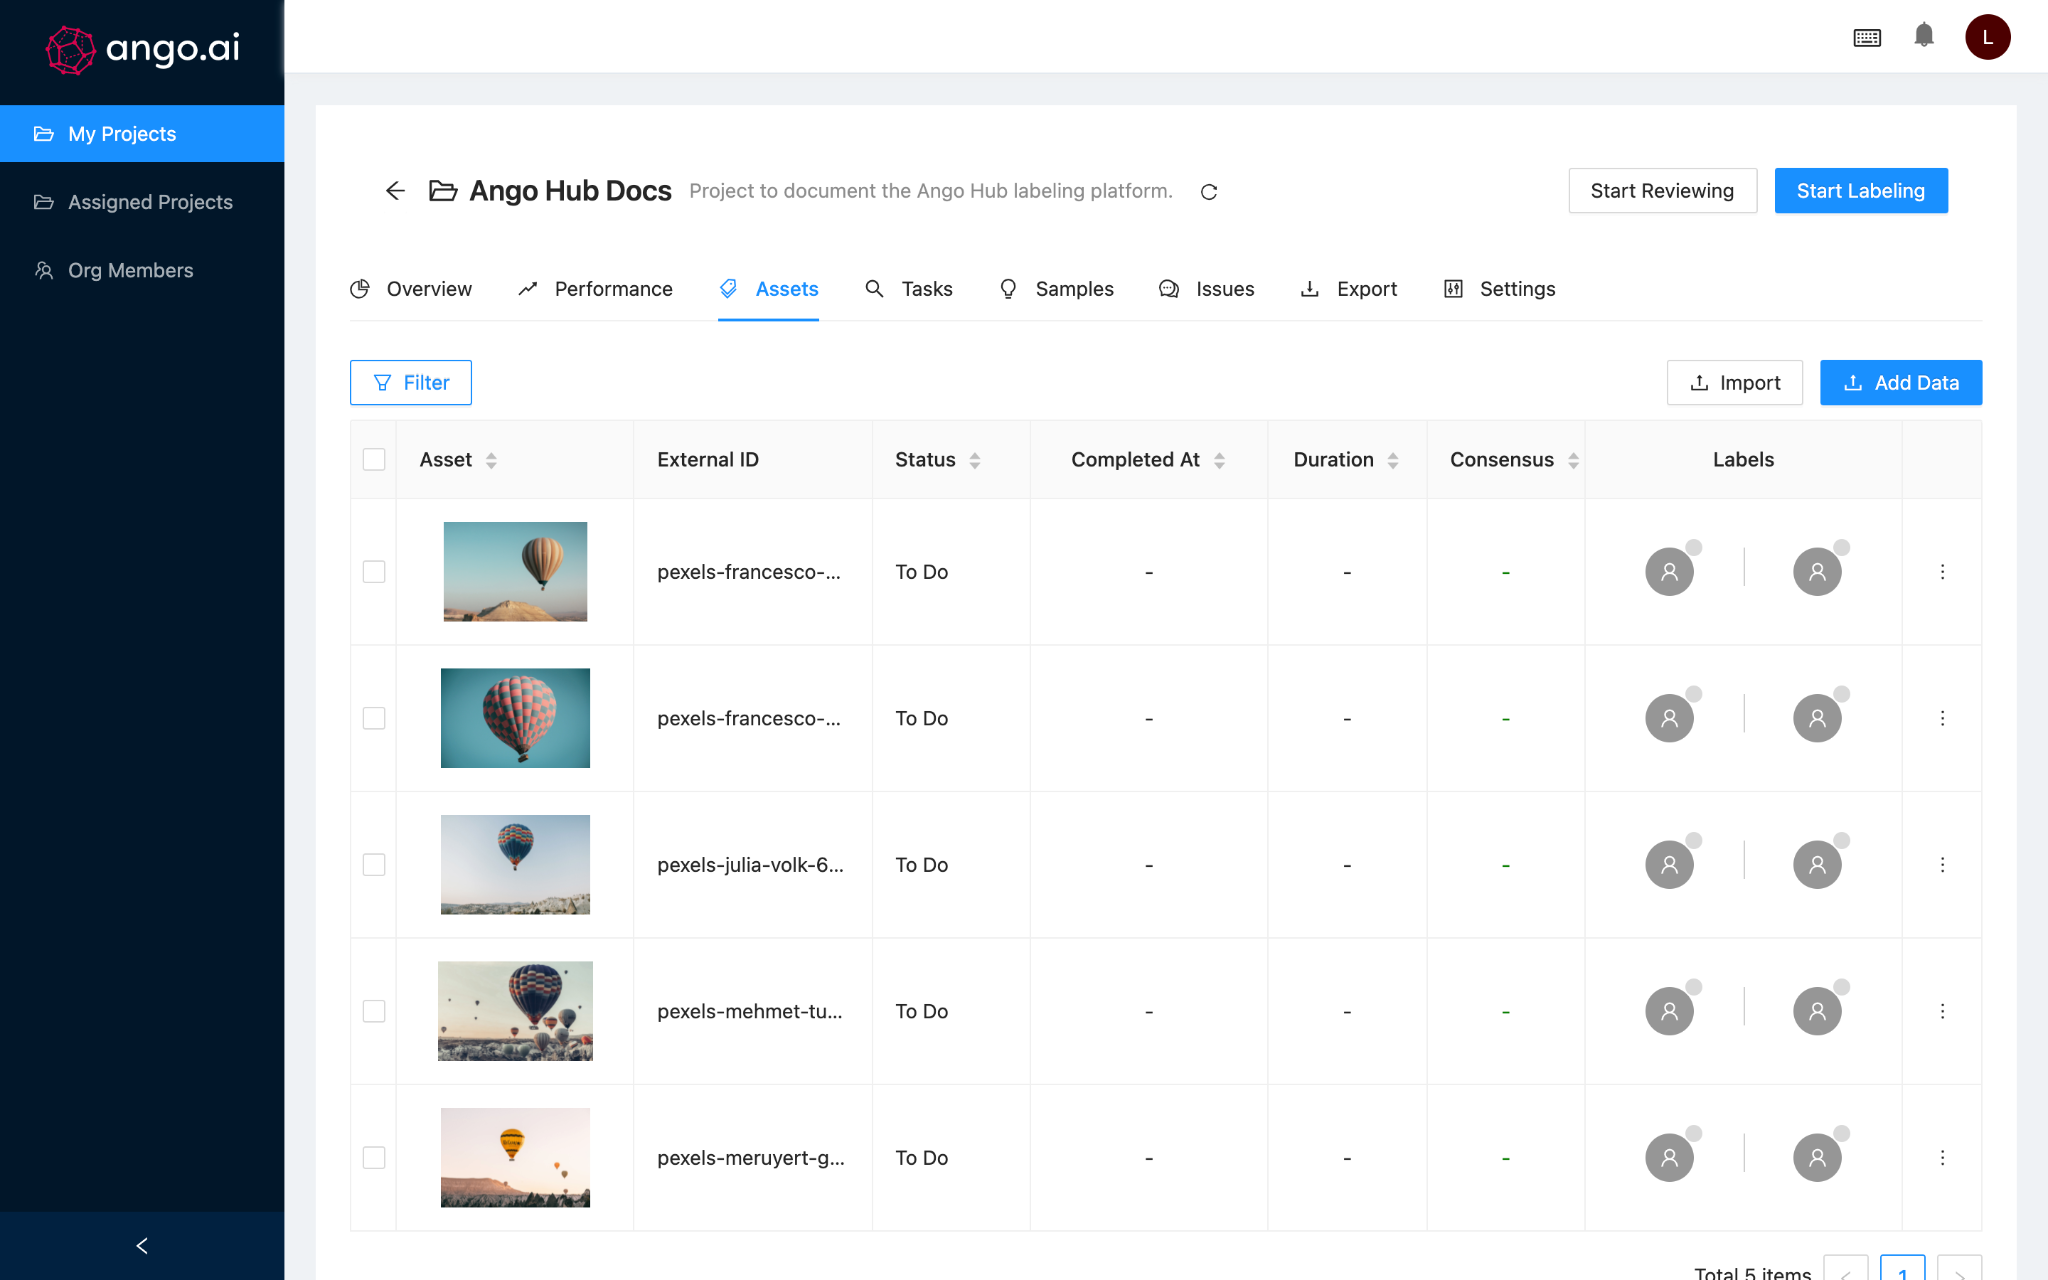 ango.ai
L
My Projects
Assigned Projects
Org Members
Ango Hub Docs Project to document the Ango Hub labeling platform.
Start Reviewing Start Labeling
Overview Performance Assets Tasks Samples Issues Export Settings
Filter Import Add Data
Asset External ID Status Completed At Duration Consensus Labels
pexels-francesco-... To Do - - -
pexels-francesco-... To Do - - -
pexels-julia-volk-6... To Do - - -
pexels-mehmet-tu... To Do - - -
pexels-meruyert-g... To Do - - -
Total 5 items 1